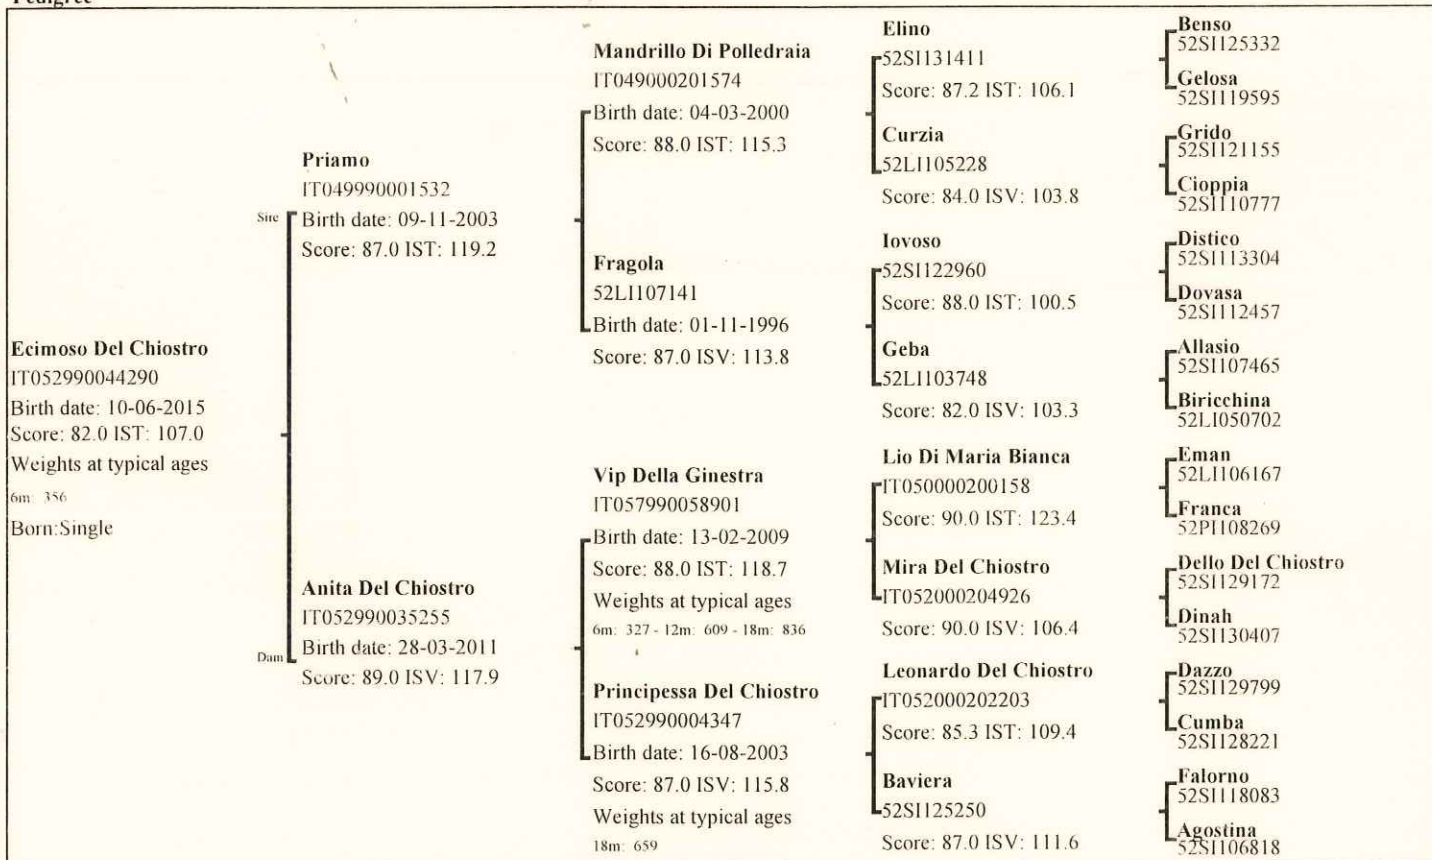 Pedigree
Ecimoso Del Chiostro
IT052990044290
Birth date: 10-06-2015
Score: 82.0 IST: 107.0
Weights at typical ages
6m: 356
Born:Single
Sire
Priamo
IT049990001532
Birth date: 09-11-2003
Score: 87.0 IST: 119.2
Dam
Anita Del Chiostro
IT052990035255
Birth date: 28-03-2011
Score: 89.0 ISV: 117.9
Mandrillo Di Polledraia
IT049000201574
Birth date: 04-03-2000
Score: 88.0 IST: 115.3
Fragola
52LI107141
Birth date: 01-11-1996
Score: 87.0 ISV: 113.8
Vip Della Ginestra
IT057990058901
Birth date: 13-02-2009
Score: 88.0 IST: 118.7
Weights at typical ages
6m: 327 - 12m: 609 - 18m: 836
Principessa Del Chiostro
IT052990004347
Birth date: 16-08-2003
Score: 87.0 ISV: 115.8
Weights at typical ages
18m: 659
Elino
52SI131411
Score: 87.2 IST: 106.1
Curzia
52LI105228
Score: 84.0 ISV: 103.8
Iovoso
52SI122960
Score: 88.0 IST: 100.5
Geba
52LI103748
Score: 82.0 ISV: 103.3
Lio Di Maria Bianca
IT050000200158
Score: 90.0 IST: 123.4
Mira Del Chiostro
IT052000204926
Score: 90.0 ISV: 106.4
Leonardo Del Chiostro
IT052000202203
Score: 85.3 IST: 109.4
Baviera
52SI125250
Score: 87.0 ISV: 111.6
Benso
52SI125332
Gelosa
52SI119595
Grido
52SI121155
Cioppia
52SI110777
Distico
52SI113304
Dovasa
52SI112457
Allasio
52SI107465
Biricchina
52LI050702
Eman
52LI106167
Franca
52PI108269
Dello Del Chiostro
52SI129172
Dinah
52SI130407
Dazzo
52SI129799
Cumba
52SI128221
Falorno
52SI118083
Agostina
52SI106818